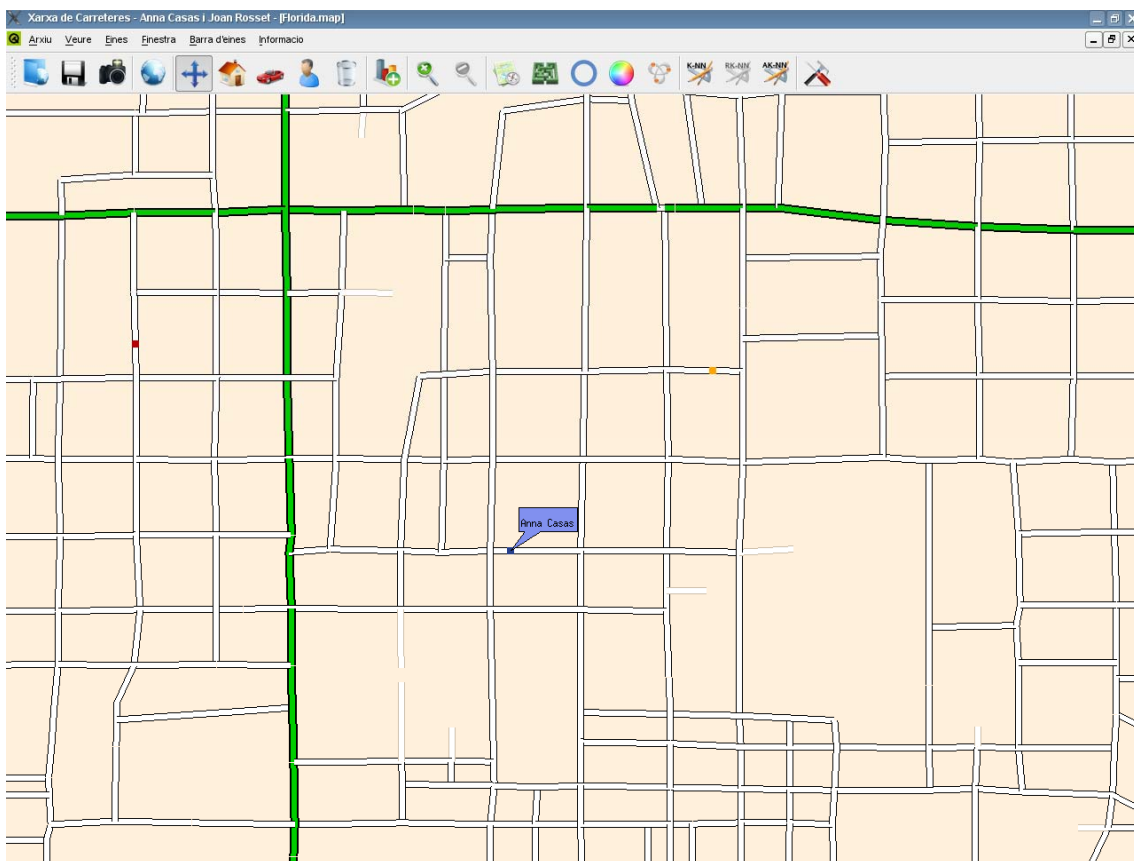 Xarxa de Carreteres - Anna Casas i Joan Rosset - [Florida.map]
Arxiu Veure Eines Finestra Barra d'eines Informacio
K-NN RK-NN AK-NN
Anna Casas